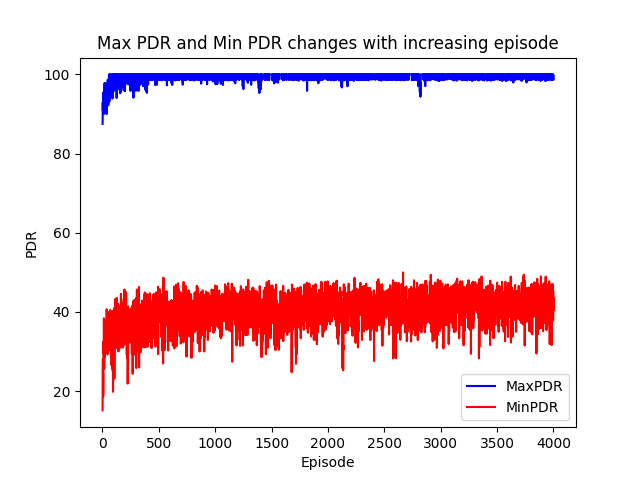 Max PDR and Min PDR changes with increasing episode
100
80
60
40
20
PDR
0 500 1000 1500 2000 2500 3000 3500 4000
Episode
MaxPDR
MinPDR